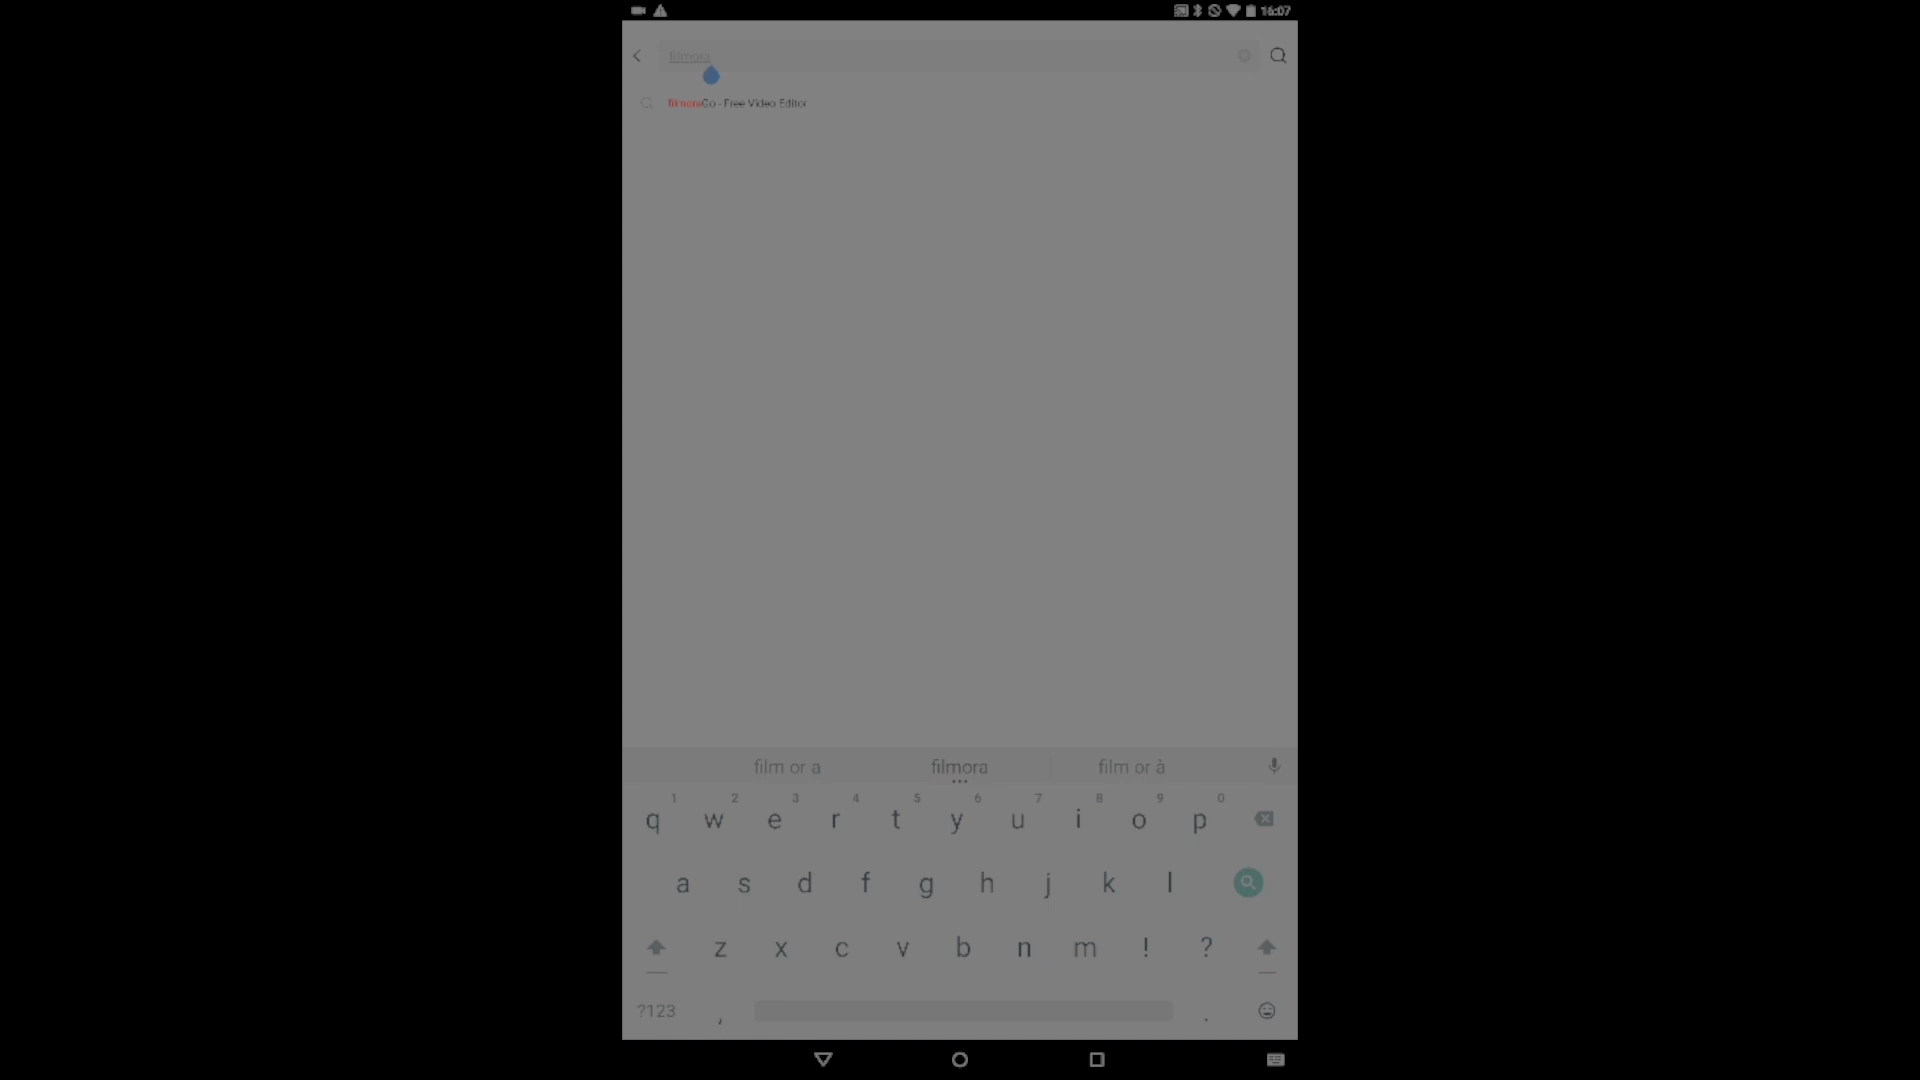 16:07
filmora
filmoraGo - Free Video Editor
film or a filmora film or à
1 2 3 4 5 6 7 8 9 0
q w e r t y u i o p
a s d f g h j k l
z x c v b n m ! ?
?123 , .